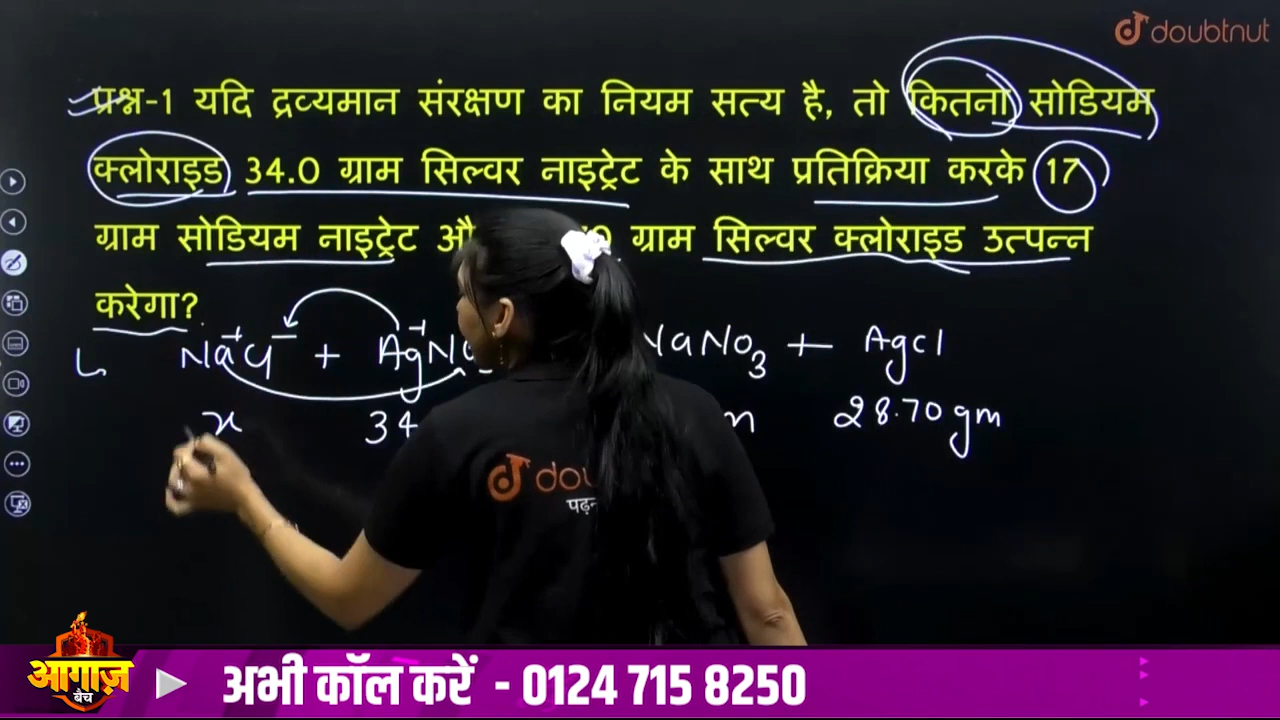 doubtnut
प्रश्न-1 यदि द्रव्यमान संरक्षण का नियम सत्य है, तो कितना सोडियम
क्लोराइड 34.0 ग्राम सिल्वर नाइट्रेट के साथ प्रतिक्रिया करके 17
ग्राम सोडियम नाइट्रेट ग्राम सिल्वर क्लोराइड उत्पन्न
करेगा?
NaCl + Ag NaNO3 + AgCl
x 34 28.70 gm
पढ़न
आगाज़
बैच
अभी कॉल करें - 0124 715 8250